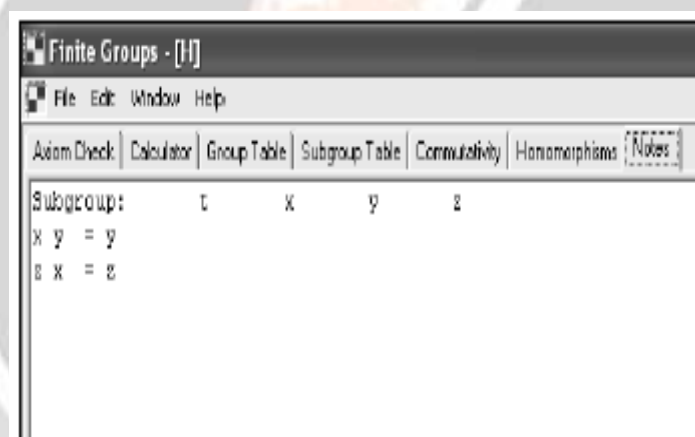 Finite Groups - [H]
File Edit Window Help
Axiom Check Calculator Group Table Subgroup Table Commutativity Homomorphisms Notes
Subgroup: t x y z
x y = y
z x = z